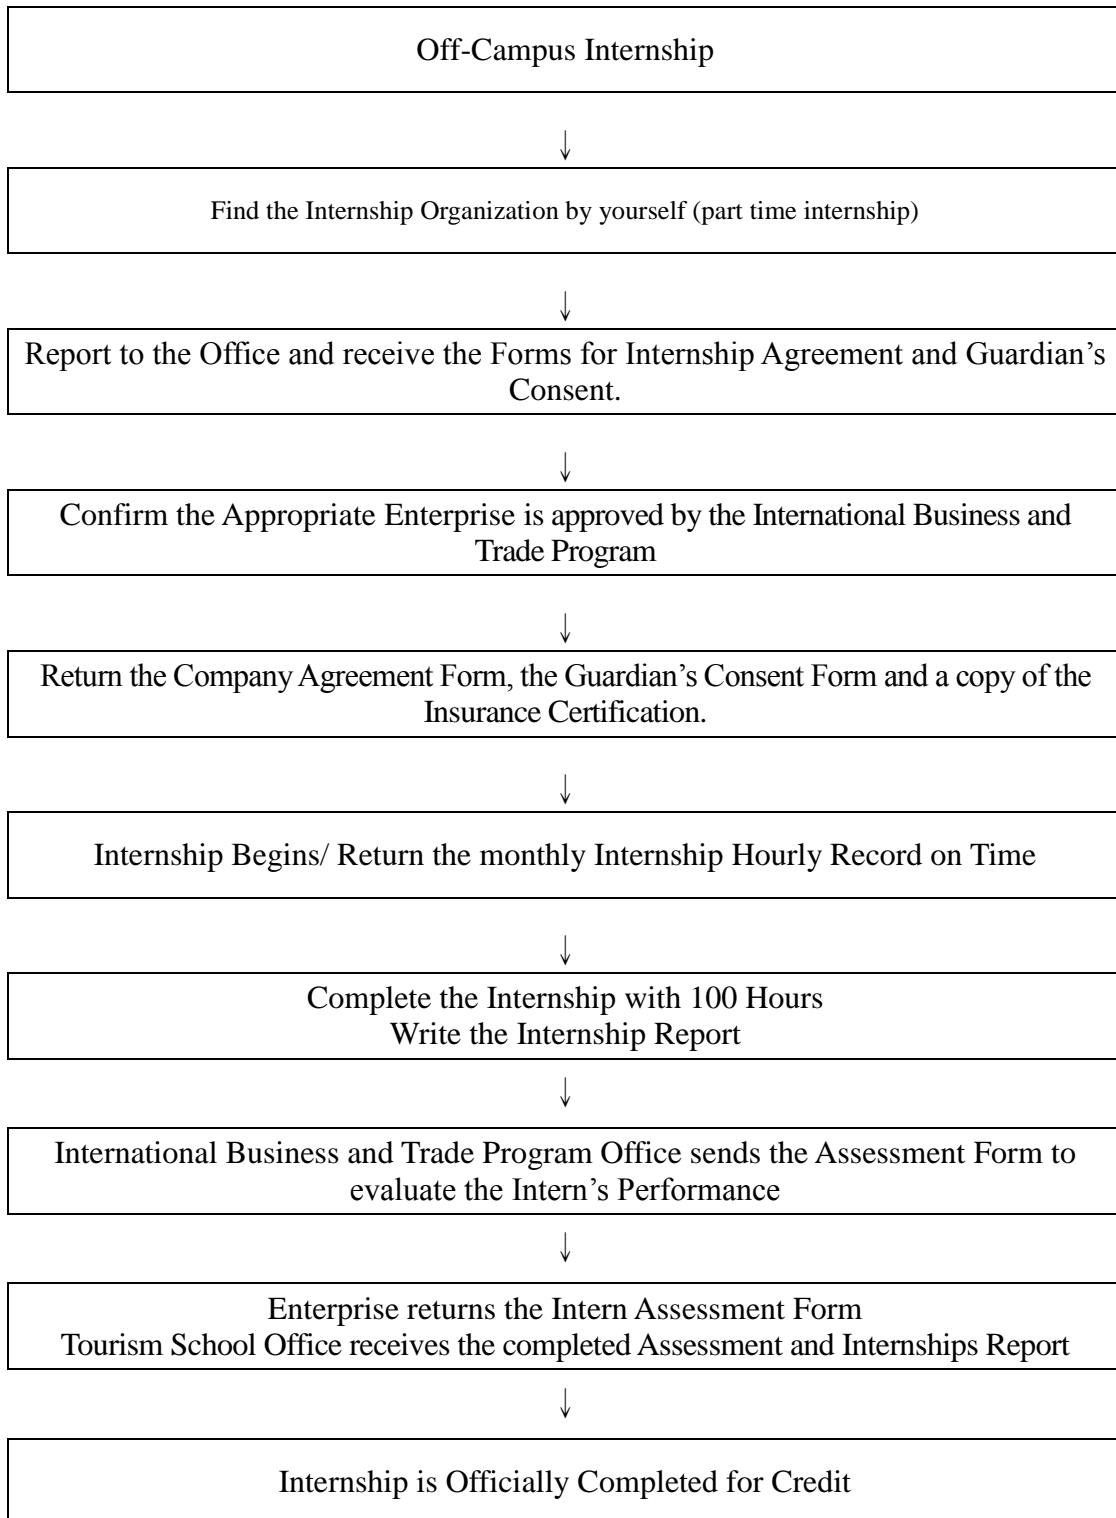 Off-Campus Internship
↓
Find the Internship Organization by yourself (part time internship)
↓
Report to the Office and receive the Forms for Internship Agreement and Guardian’s
Consent.
↓
Confirm the Appropriate Enterprise is approved by the International Business and
Trade Program
↓
Return the Company Agreement Form, the Guardian’s Consent Form and a copy of the
Insurance Certification.
↓
Internship Begins/ Return the monthly Internship Hourly Record on Time
↓
Complete the Internship with 100 Hours
Write the Internship Report
↓
International Business and Trade Program Office sends the Assessment Form to
evaluate the Intern’s Performance
↓
Enterprise returns the Intern Assessment Form
Tourism School Office receives the completed Assessment and Internships Report
↓
Internship is Officially Completed for Credit